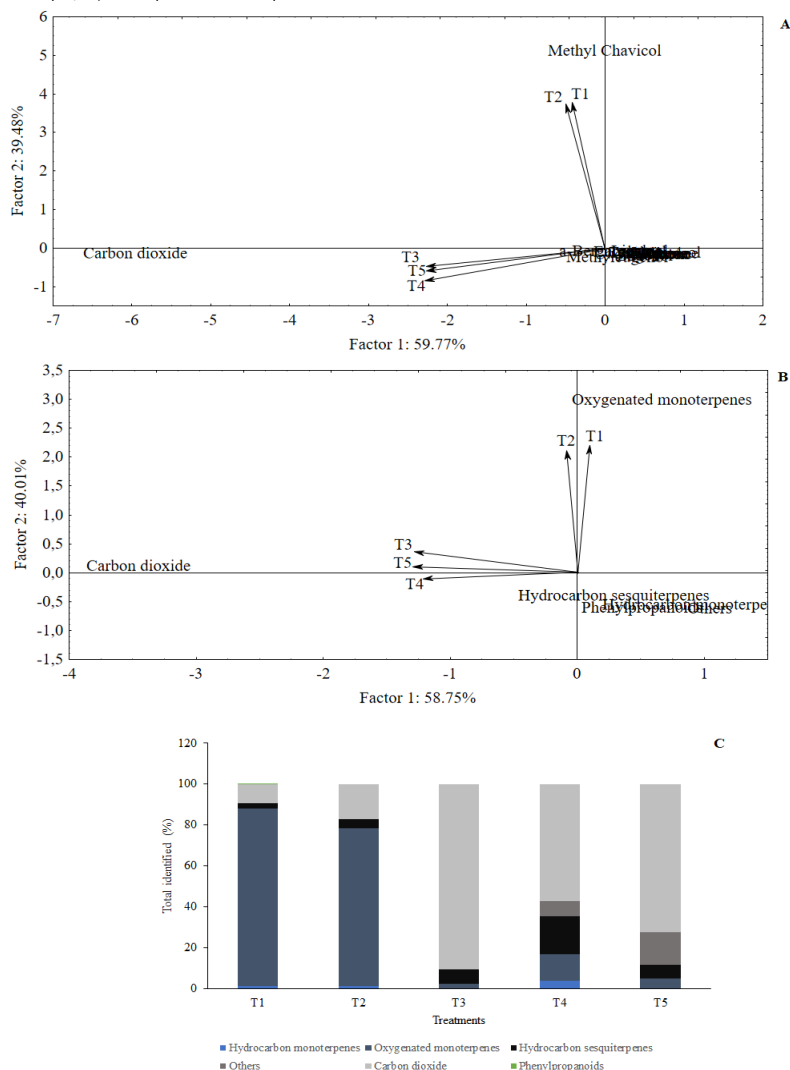 A
6
5
4
3
2
1
0
-1
Factor 2: 39.48%
Methyl Chavicol
T2
T1
Carbon dioxide
T3
T5
T4
Methyl
-7
-6
-5
-4
-3
-2
-1
0
1
2
Factor 1: 59.77%
B
3,5
3,0
2,5
2,0
1,5
1,0
0,5
0,0
-0,5
-1,0
-1,5
Factor 2: 40.01%
Oxygenated monoterpenes
T2
T1
T3
T5
T4
Carbon dioxide
Hydrocarbon sesquiterpenes
Hydrocarbon monoterpe
Phenylpropanoids
Others
-4
-3
-2
-1
0
1
Factor 1: 58.75%
C
120
100
80
60
40
20
0
Total identified (%)
T1 T2 T3 T4 T5
Treatments
Hydrocarbon monoterpenes Oxygenated monoterpenes Hydrocarbon sesquiterpenes
Others Carbon dioxide Phenylpropanoids